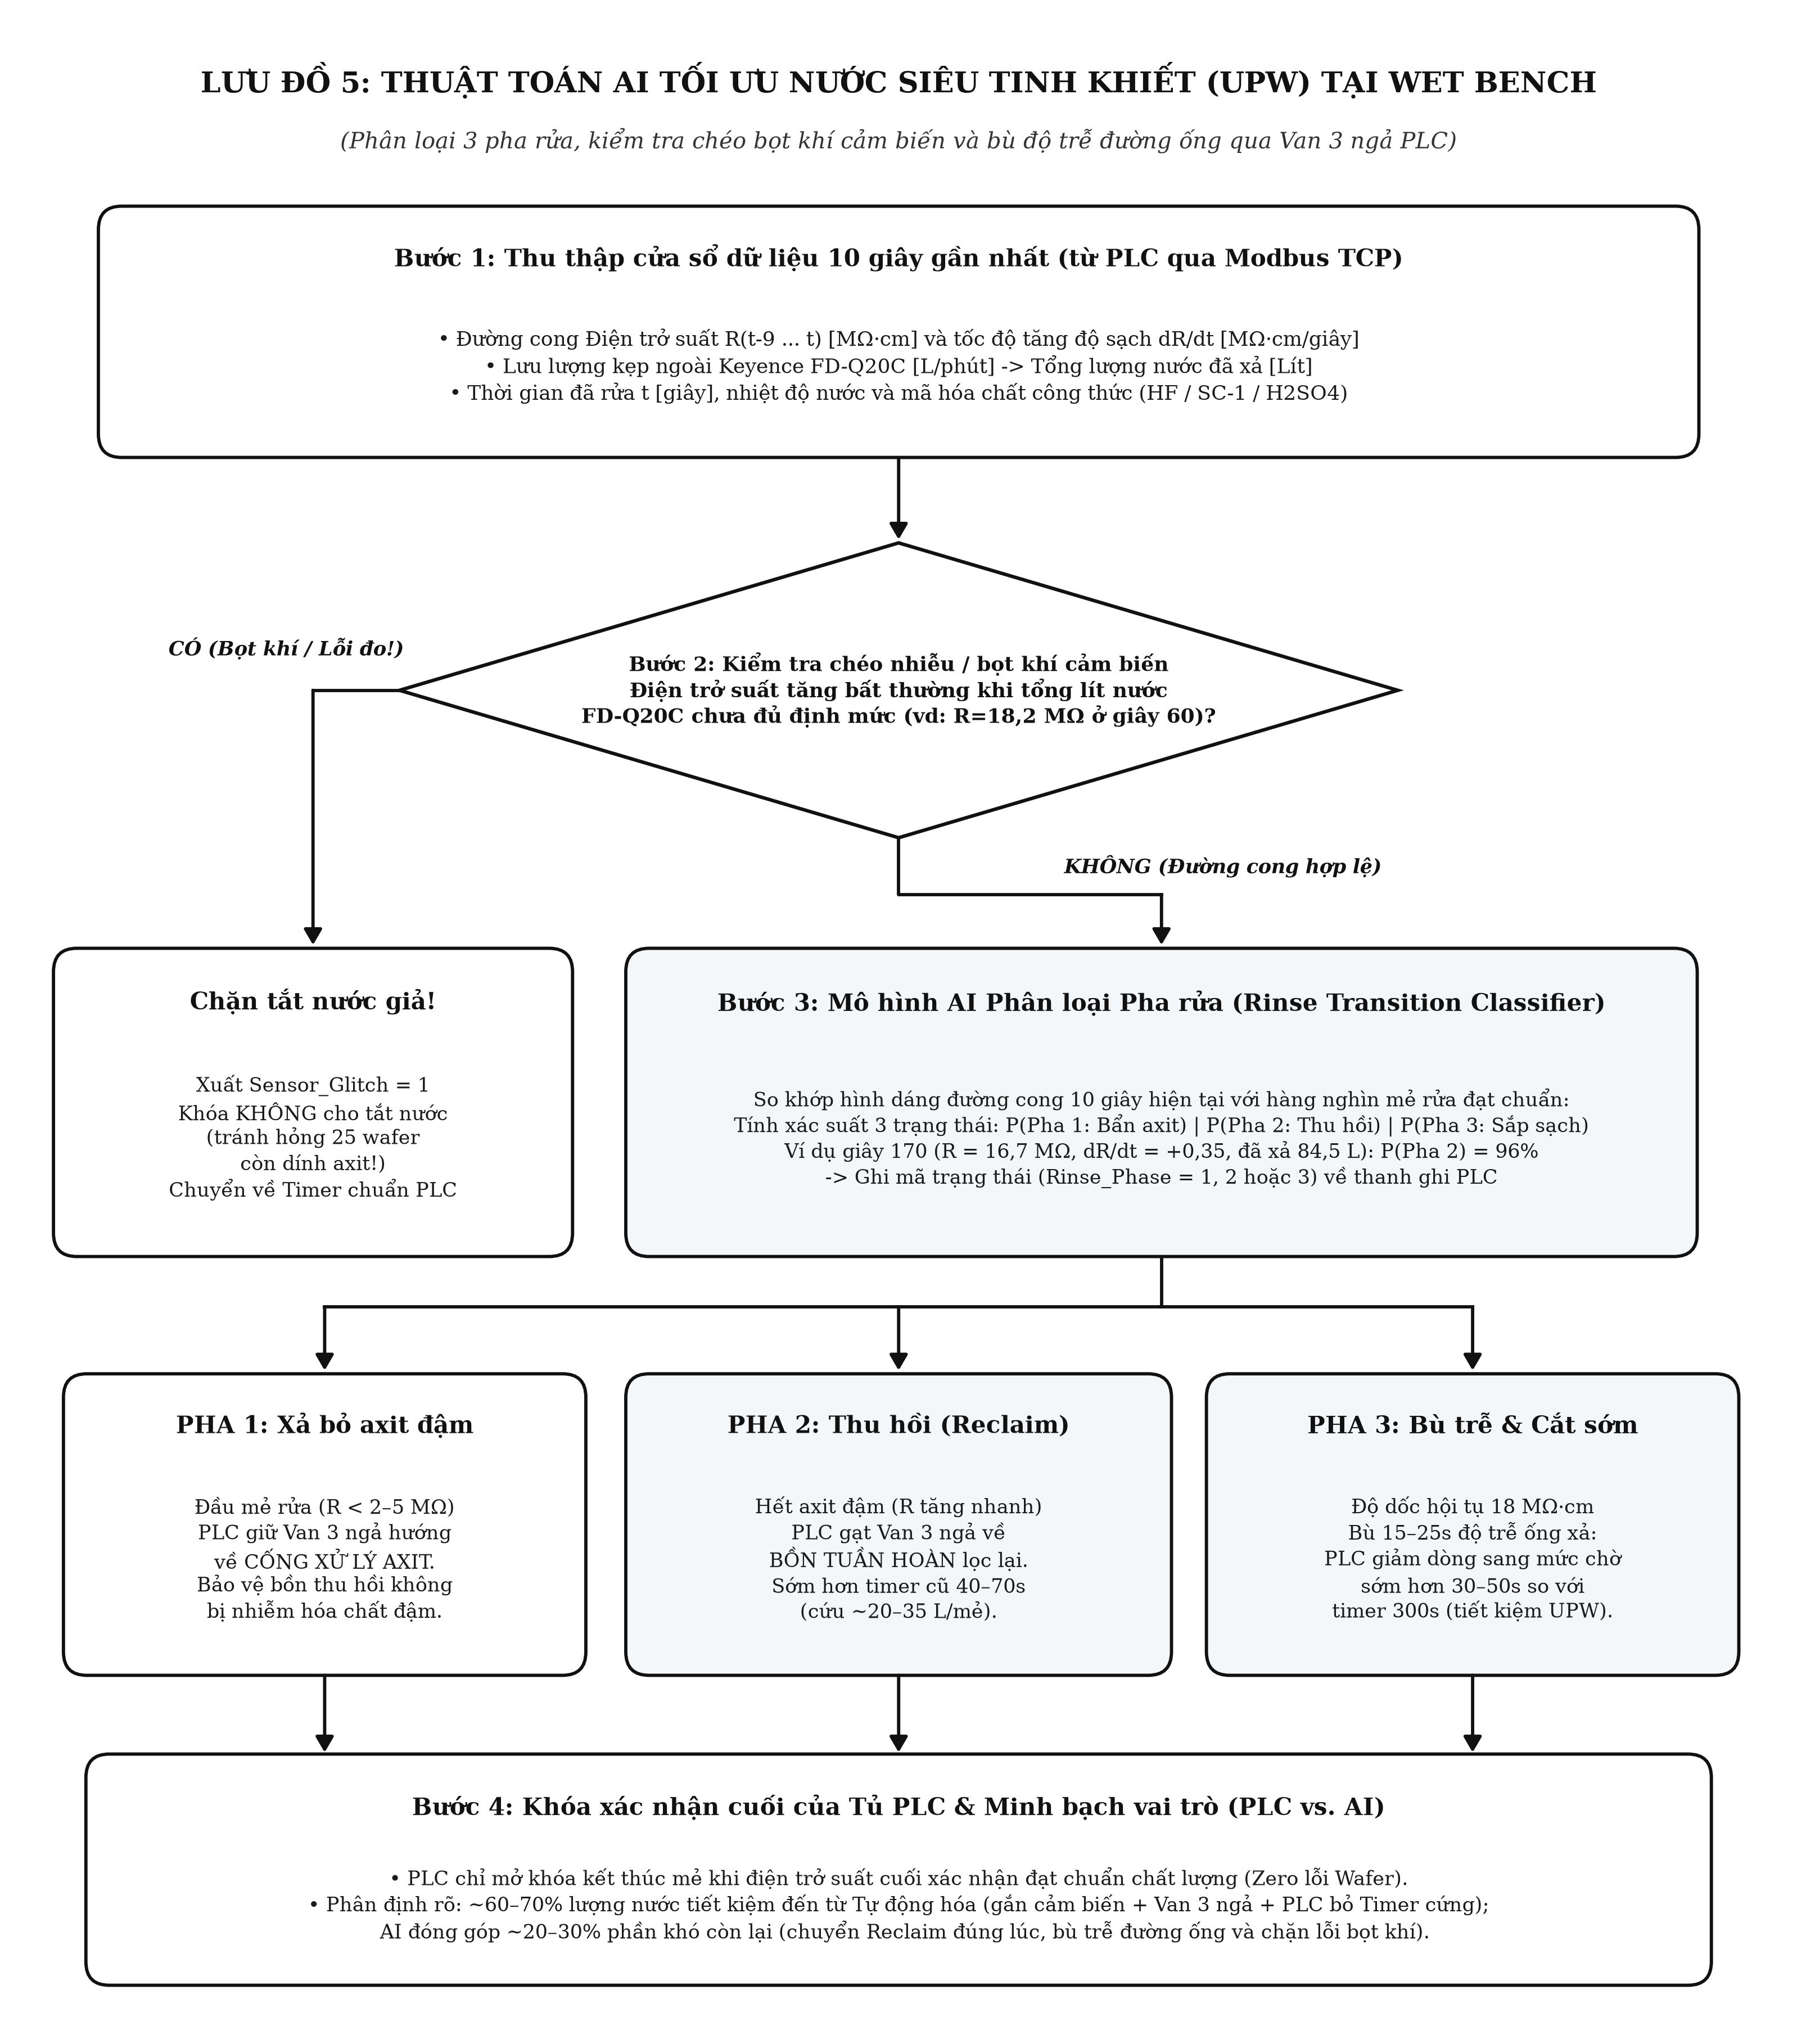 LƯU ĐỒ 5: THUẬT TOÁN AI TỐI ƯU NƯỚC SIÊU TINH KHIẾT (UPW) TẠI WET BENCH
(Phân loại 3 pha rửa, kiểm tra chéo bọt khí cảm biến và bù độ trễ đường ống qua Van 3 ngả PLC)
Bước 1: Thu thập cửa sổ dữ liệu 10 giây gần nhất (từ PLC qua Modbus TCP)
• Đường cong Điện trở suất R(t-9 ... t) [MΩ·cm] và tốc độ tăng độ sạch dR/dt [MΩ·cm/giây]
• Lưu lượng kẹp ngoài Keyence FD-Q20C [L/phút] -> Tổng lượng nước đã xả [Lít]
• Thời gian đã rửa t [giây], nhiệt độ nước và mã hóa chất công thức (HF / SC-1 / H2SO4)
CÓ (Bọt khí / Lỗi đo!)
Bước 2: Kiểm tra chéo nhiễu / bọt khí cảm biến
Điện trở suất tăng bất thường khi tổng lít nước
FD-Q20C chưa đủ định mức (vd: R=18,2 MΩ ở giây 60)?
KHÔNG (Đường cong hợp lệ)
Chặn tắt nước giả!
Xuất Sensor_Glitch = 1
Khóa KHÔNG cho tắt nước
(tránh hỏng 25 wafer
còn dính axit!)
Chuyển về Timer chuẩn PLC
Bước 3: Mô hình AI Phân loại Pha rửa (Rinse Transition Classifier)
So khớp hình dáng đường cong 10 giây hiện tại với hàng nghìn mẻ rửa đạt chuẩn:
Tính xác suất 3 trạng thái: P(Pha 1: Bẩn axit) | P(Pha 2: Thu hồi) | P(Pha 3: Sắp sạch)
Ví dụ giây 170 (R = 16,7 MΩ, dR/dt = +0,35, đã xả 84,5 L): P(Pha 2) = 96%
-> Ghi mã trạng thái (Rinse_Phase = 1, 2 hoặc 3) về thanh ghi PLC
PHA 1: Xả bỏ axit đậm
Đầu mẻ rửa (R < 2–5 MΩ)
PLC giữ Van 3 ngả hướng
về CỐNG XỬ LÝ AXIT.
Bảo vệ bồn thu hồi không
bị nhiễm hóa chất đậm.
PHA 2: Thu hồi (Reclaim)
Hết axit đậm (R tăng nhanh)
PLC gạt Van 3 ngả về
BỒN TUẦN HOÀN lọc lại.
Sớm hơn timer cũ 40–70s
(cứu ~20–35 L/mẻ).
PHA 3: Bù trễ & Cắt sớm
Độ dốc hội tụ 18 MΩ·cm
Bù 15–25s độ trễ ống xả:
PLC giảm dòng sang mức chờ
sớm hơn 30–50s so với
timer 300s (tiết kiệm UPW).
Bước 4: Khóa xác nhận cuối của Tủ PLC & Minh bạch vai trò (PLC vs. AI)
• PLC chỉ mở khóa kết thúc mẻ khi điện trở suất cuối xác nhận đạt chuẩn chất lượng (Zero lỗi Wafer).
• Phân định rõ: ~60–70% lượng nước tiết kiệm đến từ Tự động hóa (gắn cảm biến + Van 3 ngả + PLC bỏ Timer cứng);
AI đóng góp ~20–30% phần khó còn lại (chuyển Reclaim đúng lúc, bù trễ đường ống và chặn lỗi bọt khí).